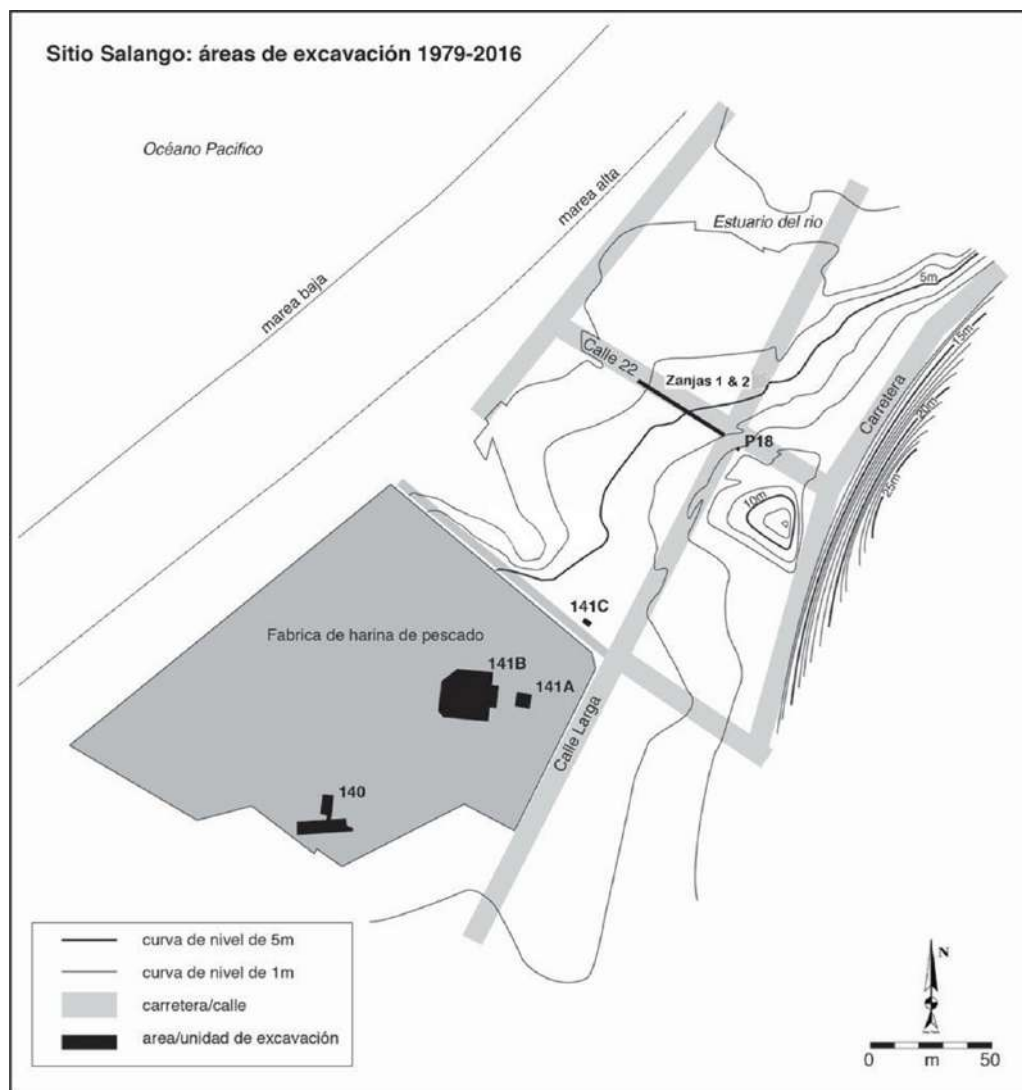 Sitio Salango: áreas de excavación 1979-2016
Océano Pacifico
marea alta
marea baja
Estuario del rio
5m
15m
Calle 22
Zanjas 1 & 2
Carretera
20m
P18
25m
10m
141C
Fabrica de harina de pescado
141B
141A
Calle Larga
140
curva de nivel de 5m
curva de nivel de 1m
carretera/calle
area/unidad de excavación
N
0 m 50